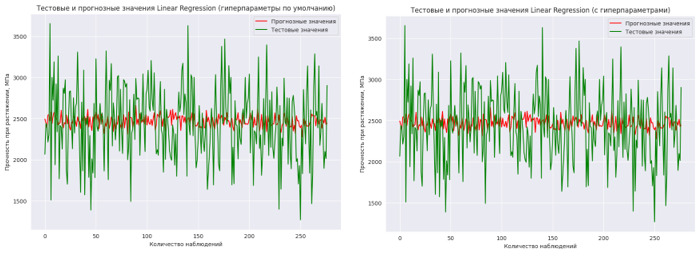 Тестовые и прогнозные значения Linear Regression (гиперпараметры по умолчанию)
Прогнозные значения
Тестовые значения
3500
3000
2500
2000
1500
Прочность при растяжении, МПа
0
50
100
150
200
250
Количество наблюдений
Тестовые и прогнозные значения Linear Regression (с гиперпараметрами)
Прогнозные значения
Тестовые значения
3500
3000
2500
2000
1500
Прочность при растяжении, МПа
0
50
100
150
200
250
Количество наблюдений